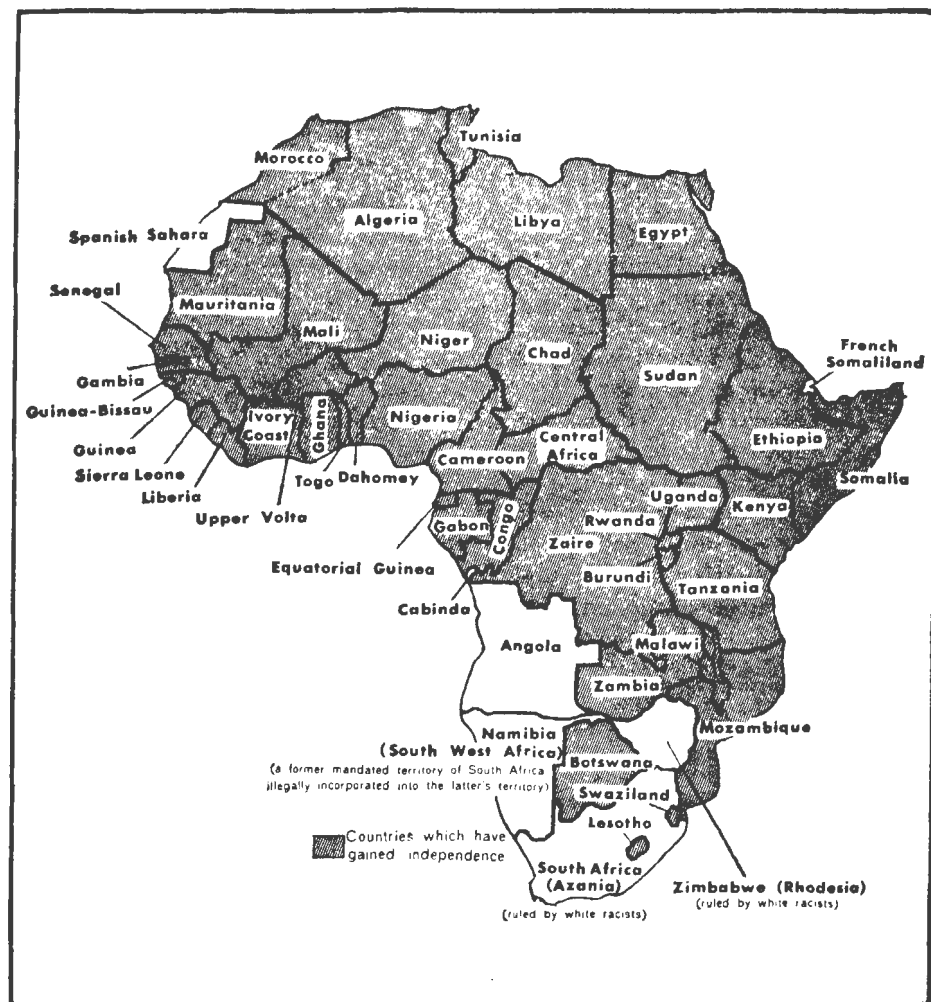 Tunisia
Morocco
Algeria
Libya
Egypt
Spanish Sahara
Senegal
Mauritania
Mali
Niger
Chad
Sudan
French
Somaliland
Gambia
Guinea-Bissau
Guinea
Sierra Leone
Liberia
Ivory
Coast
Ghana
Upper Volta
Togo
Dahomey
Nigeria
Cameroon
Central
Africa
Ethiopia
Somalia
Uganda
Kenya
Rwanda
Gabon
Congo
Zaire
Equatorial Guinea
Burundi
Tanzania
Cabinda
Angola
Malawi
Zambia
Mozambique
Namibia
(South West Africa)
(a former mandated territory of South Africa
illegally incorporated into the latter's territory)
Botswana
Swaziland
Lesotho
Countries which have
gained independence
South Africa
(Azania)
(ruled by white racists)
Zimbabwe (Rhodesia)
(ruled by white racists)